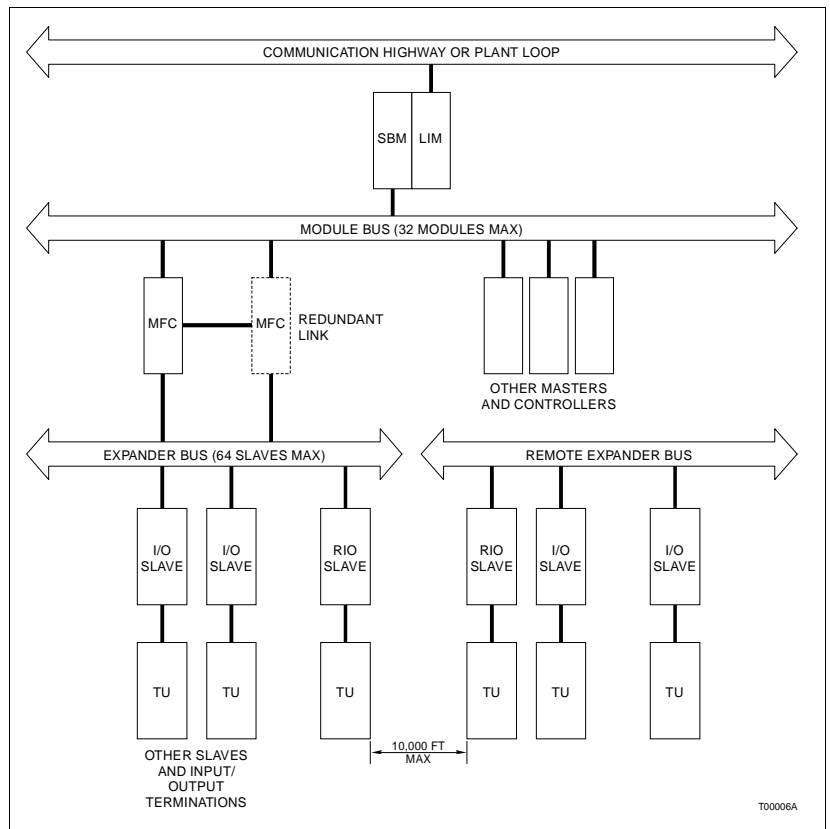 COMMUNICATION HIGHWAY OR PLANT LOOP
SBM
LIM
MODULE BUS (32 MODULES MAX)
MFC
MFC
REDUNDANT
LINK
OTHER MASTERS
AND CONTROLLERS
EXPANDER BUS (64 SLAVES MAX)
REMOTE EXPANDER BUS
I/O
SLAVE
I/O
SLAVE
RIO
SLAVE
RIO
SLAVE
I/O
SLAVE
I/O
SLAVE
TU
TU
TU
TU
TU
TU
10,000 FT
MAX
OTHER SLAVES
AND INPUT/
OUTPUT
TERMINATIONS
T00006A